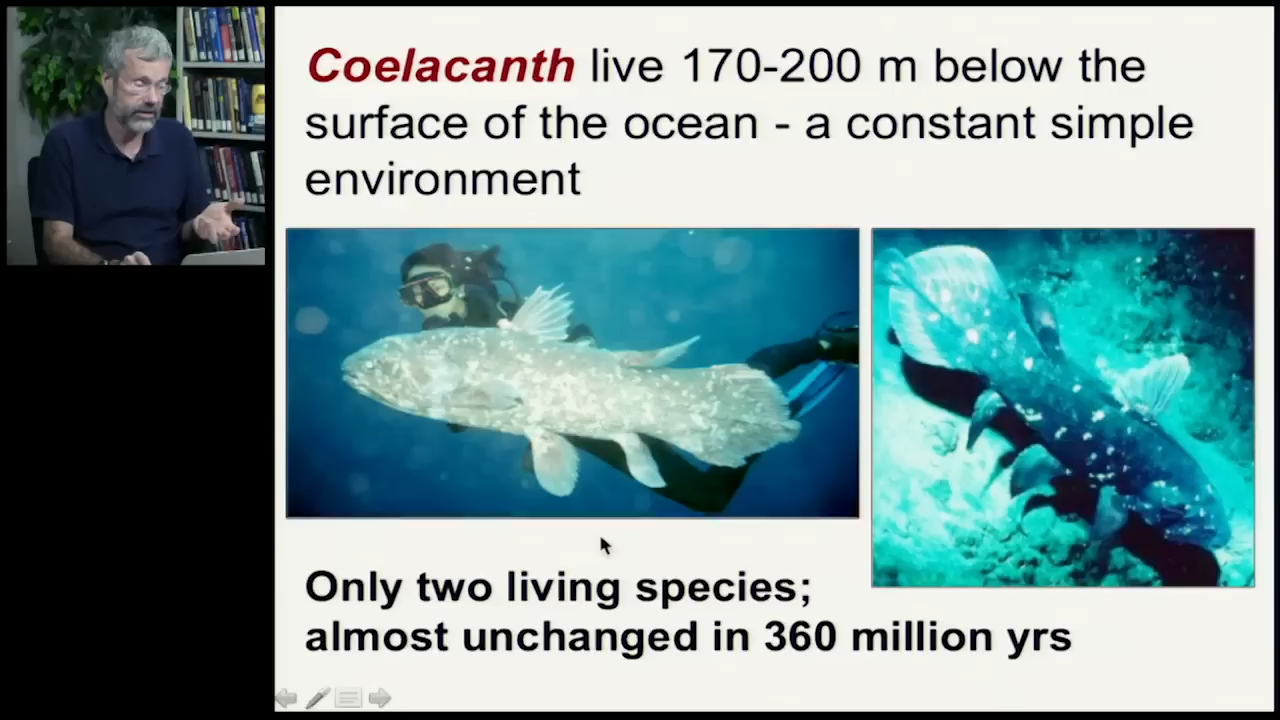 Coelacanth live 170-200 m below the
surface of the ocean - a constant simple
environment
Only two living species;
almost unchanged in 360 million yrs